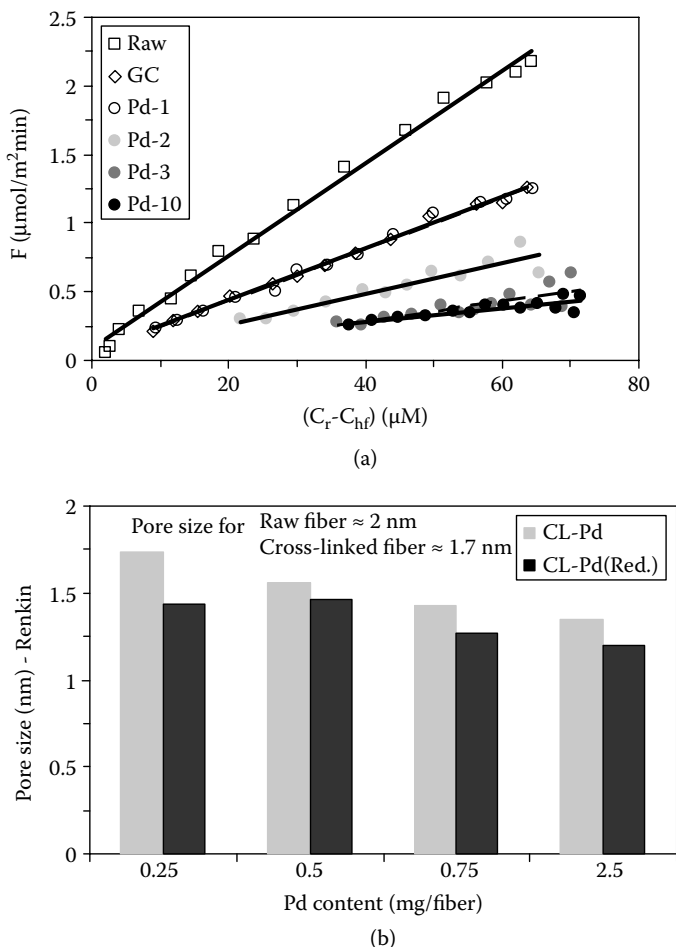 2.5
2
1.5
1
0.5
0
F (µmol/m²min)
Raw
GC
Pd-1
Pd-2
Pd-3
Pd-10
0 20 40 60 80
(Cr-Chf) (µM)
(a)
2
1.5
1
0.5
0
Pore size (nm) - Renkin
Pore size for Raw fiber ≈ 2 nm
Cross-linked fiber ≈ 1.7 nm
CL-Pd
CL-Pd(Red.)
0.25 0.5 0.75 2.5
Pd content (mg/fiber)
(b)